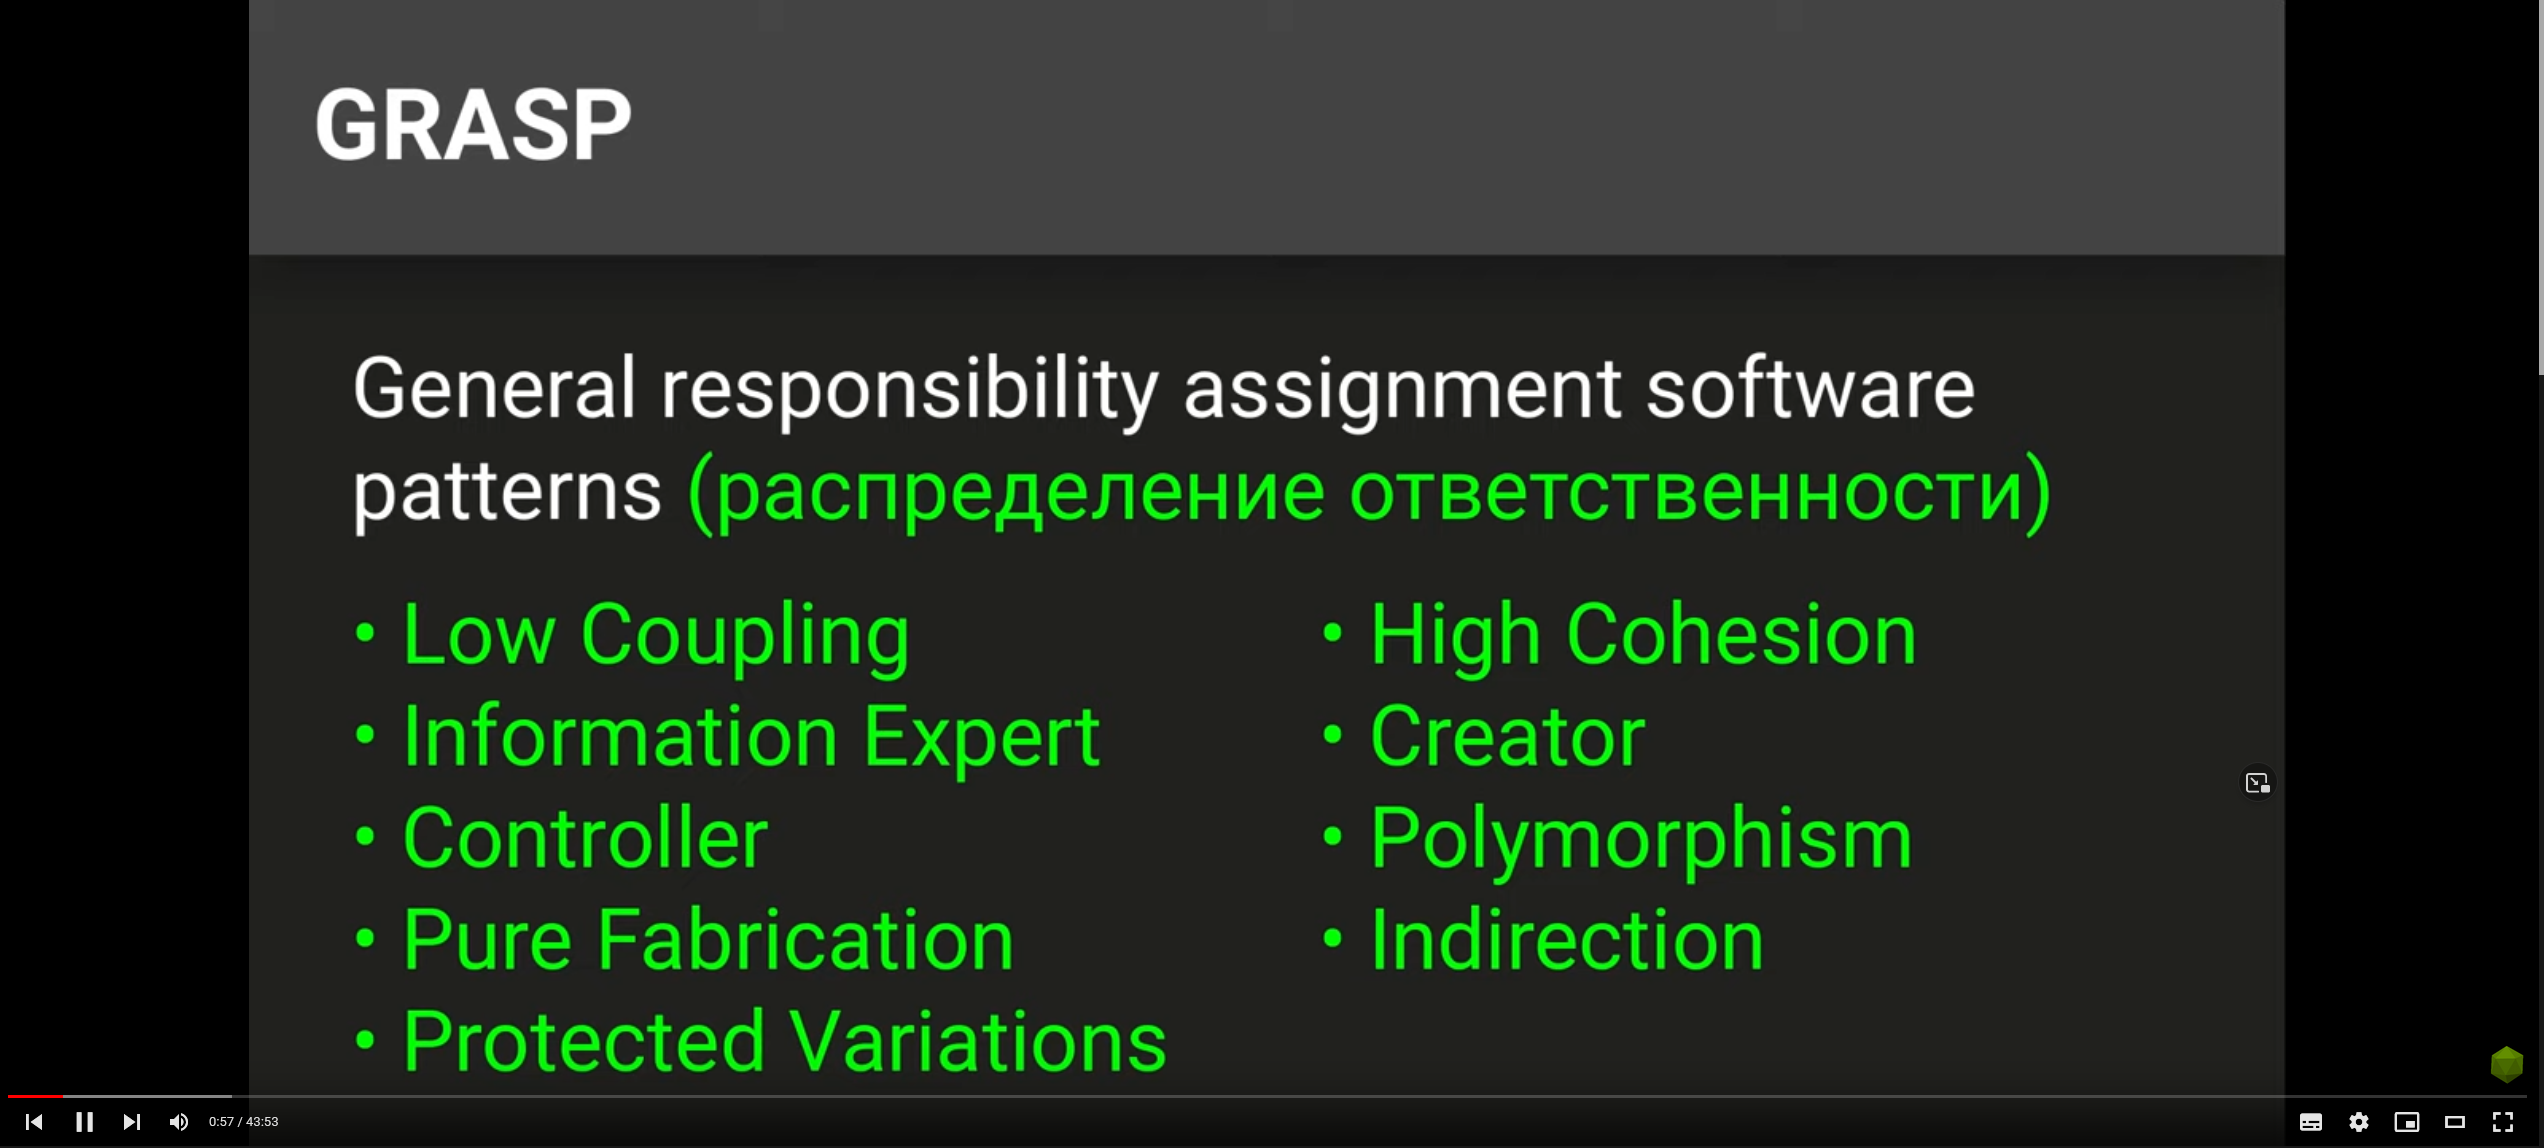 GRASP
General responsibility assignment software
patterns (распределение ответственности)
• Low Coupling
• Information Expert
• Controller
• Pure Fabrication
• Protected Variations
• High Cohesion
• Creator
• Polymorphism
• Indirection
0:57 / 43:53